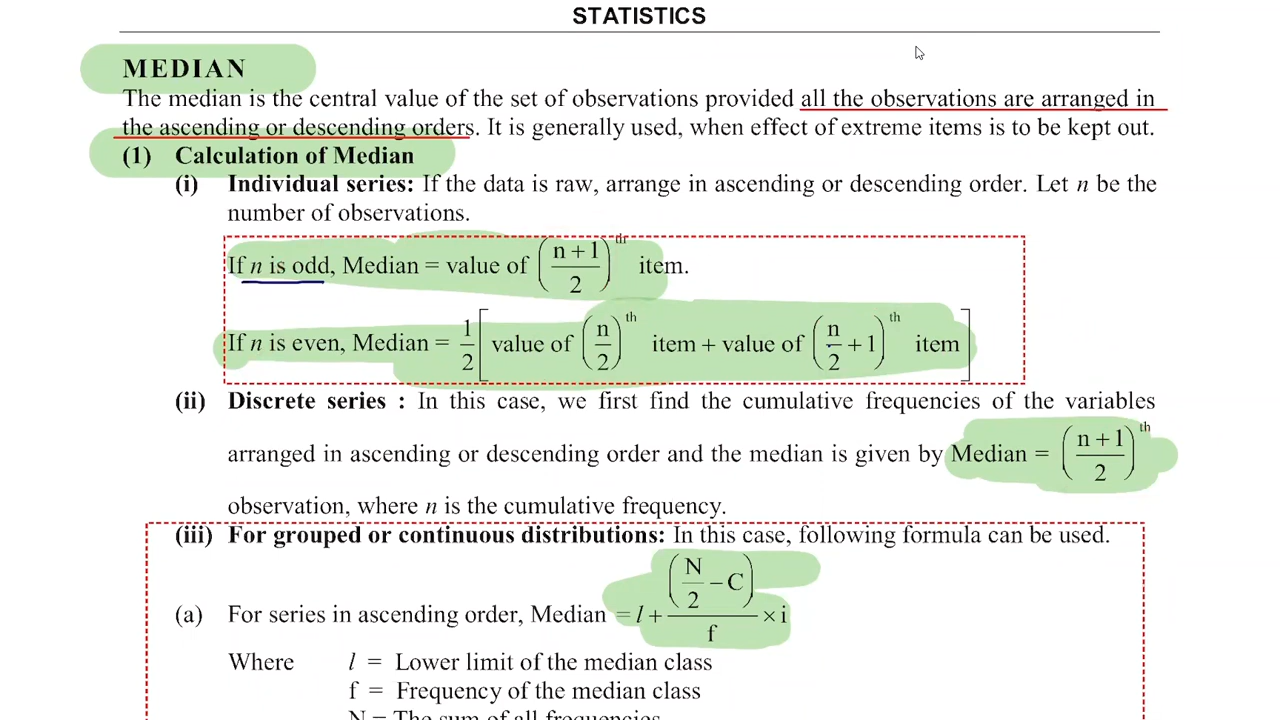 STATISTICS
MEDIAN
The median is the central value of the set of observations provided all the observations are arranged in
the ascending or descending orders. It is generally used, when effect of extreme items is to be kept out.
(1) Calculation of Median
(i) Individual series: If the data is raw, arrange in ascending or descending order. Let n be the
number of observations.
If n is odd, Median = value of ((n + 1)/2)th item.
If n is even, Median = 1/2 [value of (n/2)th item + value of (n/2 + 1)th item]
(ii) Discrete series : In this case, we first find the cumulative frequencies of the variables
arranged in ascending or descending order and the median is given by Median = ((n + 1)/2)th
observation, where n is the cumulative frequency.
(iii) For grouped or continuous distributions: In this case, following formula can be used.
(a) For series in ascending order, Median = l + ((N/2 − C)/f) × i
Where l = Lower limit of the median class
f = Frequency of the median class
N = The sum of all frequencies